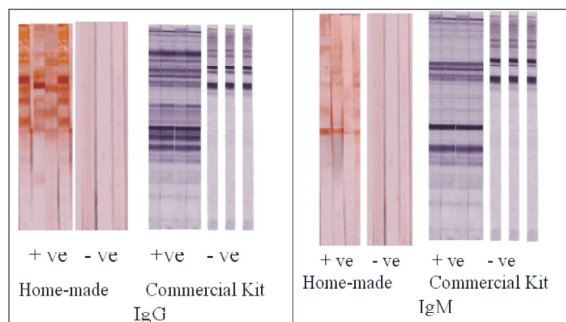 + ve - ve +ve - ve
Home-made Commercial Kit
IgG
+ ve - ve + ve - ve
Home-made Commercial Kit
IgM